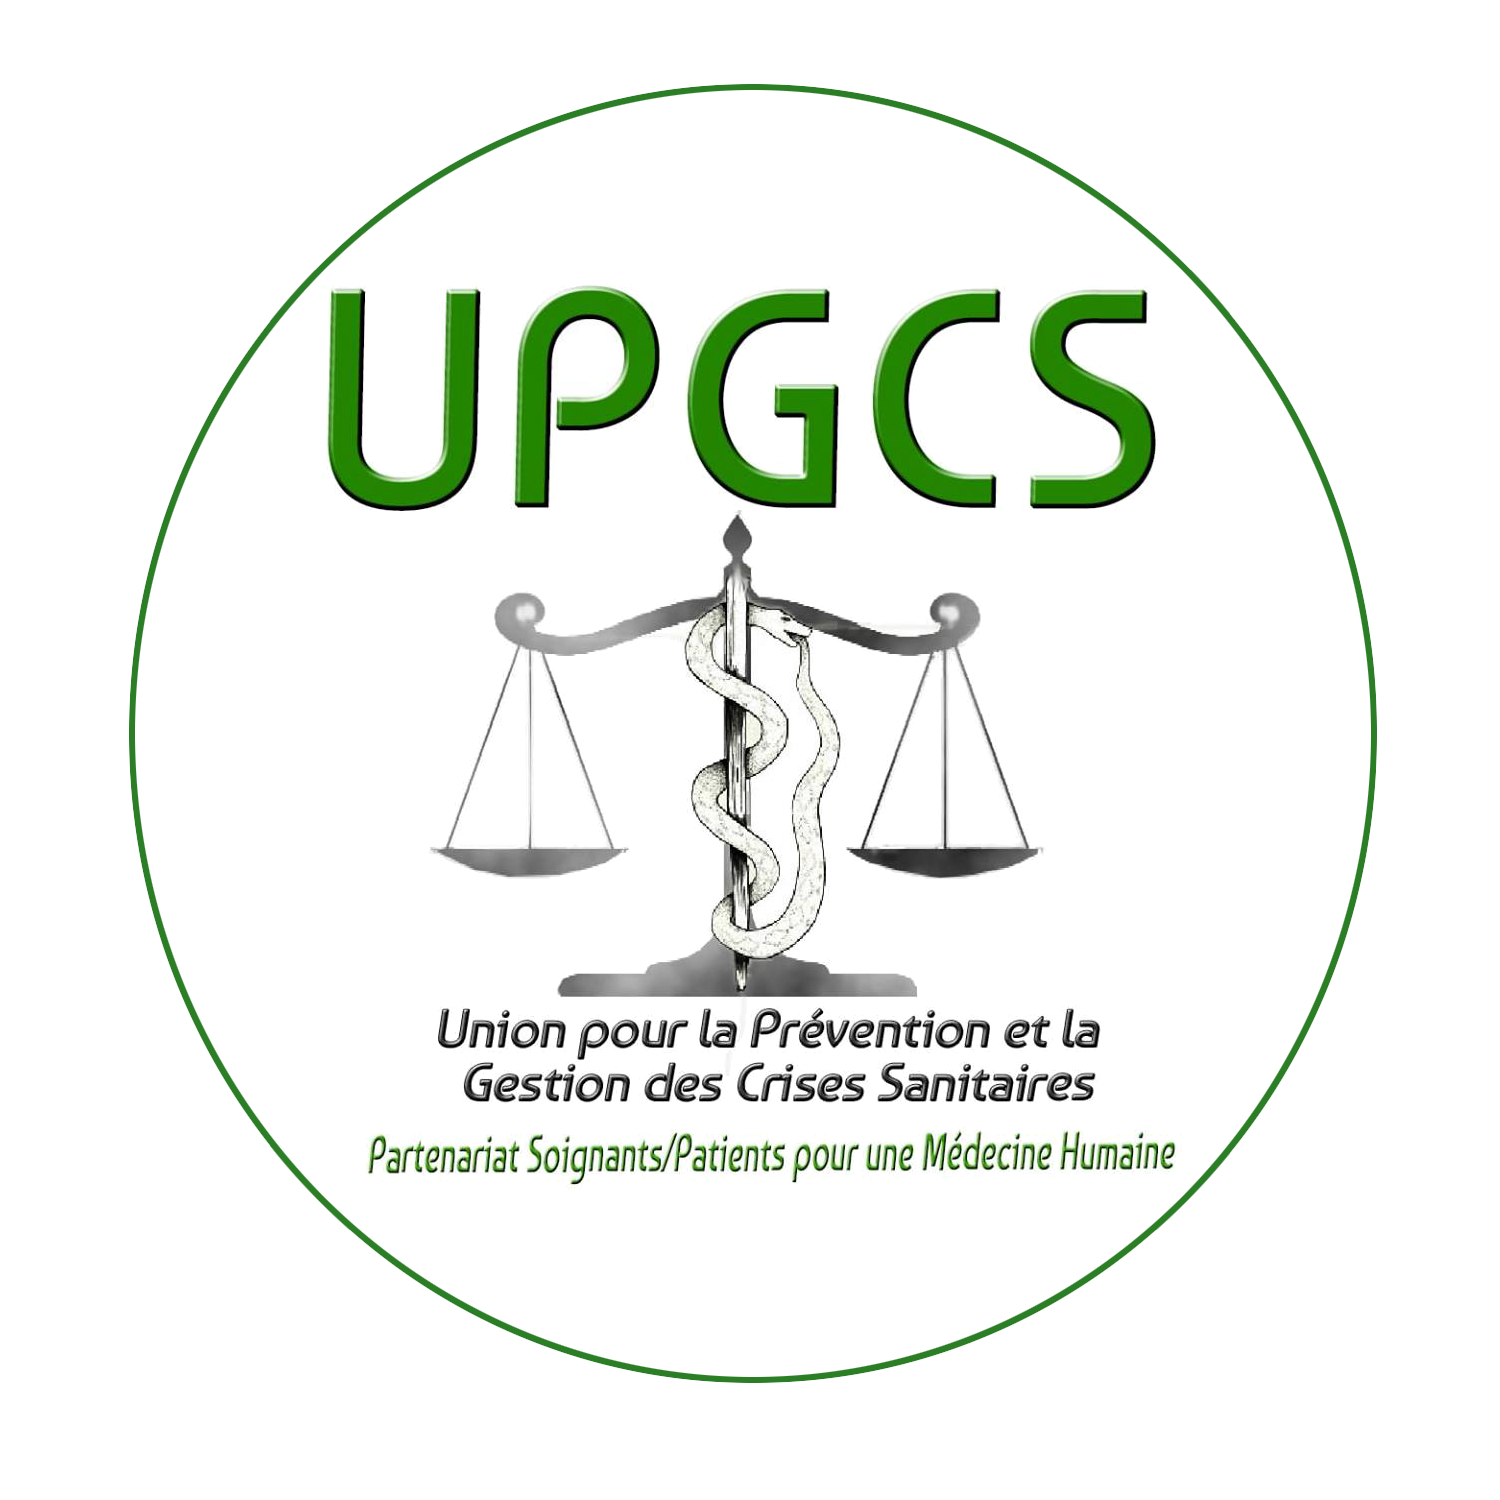 UPGCS
Union pour la Prévention et la
Gestion des Crises Sanitaires
Partenariat Soignants/Patients pour une Médecine Humaine